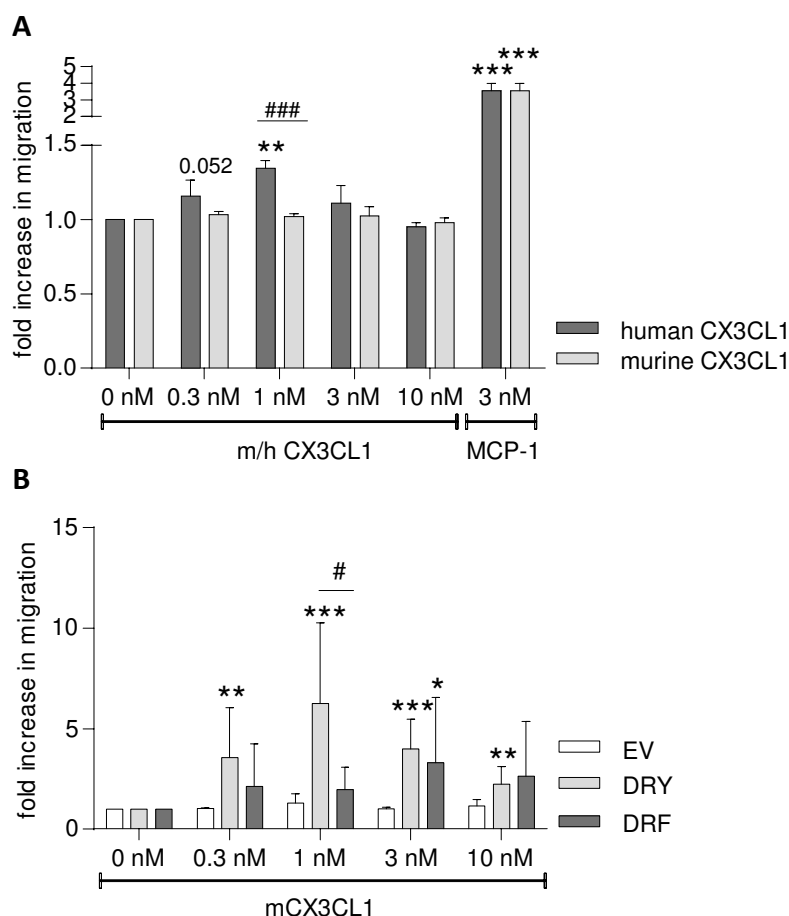 A
fold increase in migration
5
4
3
2
1.5
1.0
0.5
0.0
0.052
###
**
***
***
0 nM 0.3 nM 1 nM 3 nM 10 nM 3 nM
m/h CX3CL1 MCP-1
human CX3CL1
murine CX3CL1
B
fold increase in migration
15
10
5
0
**
#
***
***
*
**
0 nM 0.3 nM 1 nM 3 nM 10 nM
mCX3CL1
EV
DRY
DRF